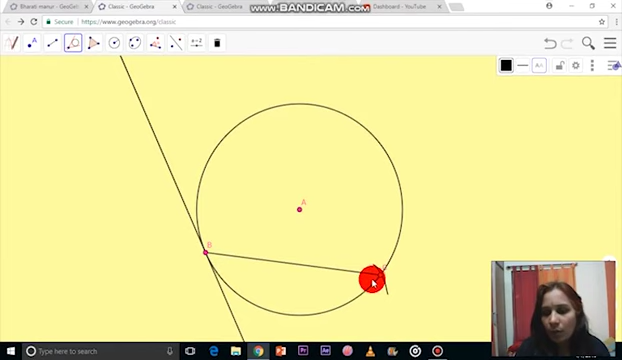 Bharati manur - GeoGe
Classic - GeoGebra
Classic - GeoGebra
www.BANDICAM.com
Dashboard - YouTube
Secure
https://www.geogebra.org/classic
A
B
Type here to search